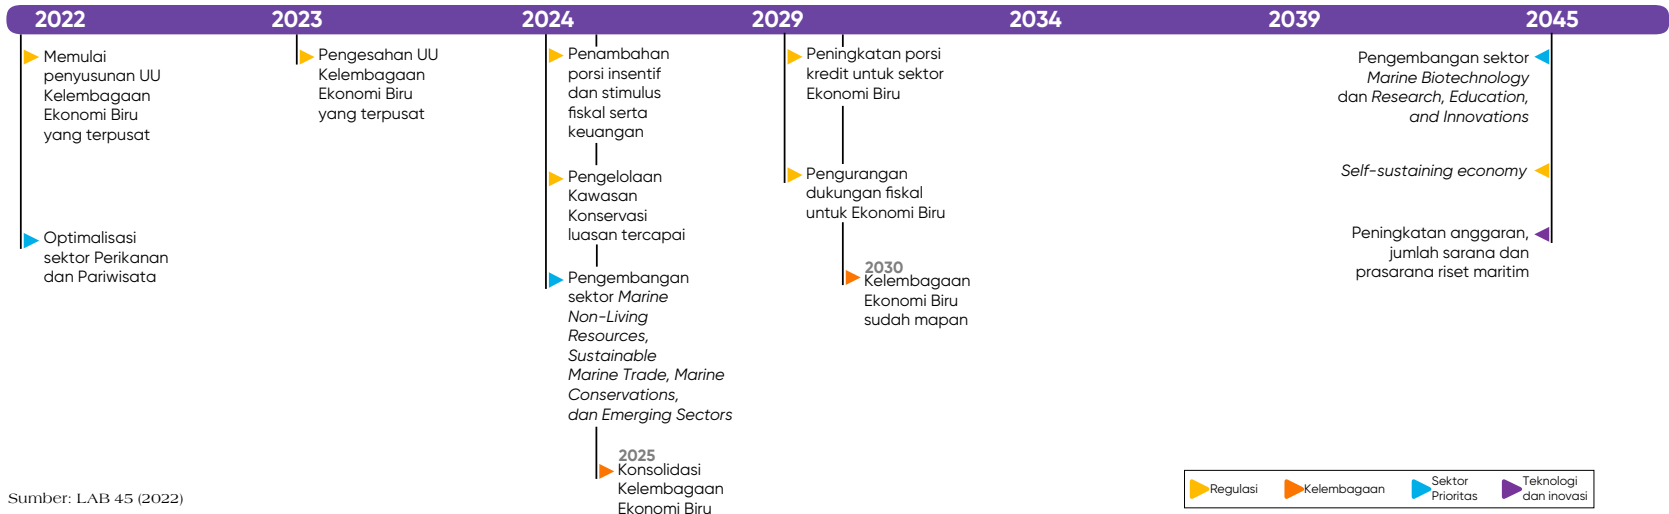 2022 2023 2024 2029 2034 2039 2045
Memulai
penyusunan UU
Kelembagaan
Ekonomi Biru
yang terpusat
Optimalisasi
sektor Perikanan
dan Pariwisata
Pengesahan UU
Kelembagaan
Ekonomi Biru
yang terpusat
Penambahan
porsi insentif
dan stimulus
fiskal serta
keuangan
Pengelolaan
Kawasan
Konservasi
luasan tercapai
Pengembangan
sektor Marine
Non-Living
Resources,
Sustainable
Marine Trade, Marine
Conservations,
dan Emerging Sectors
2025
Konsolidasi
Kelembagaan
Ekonomi Biru
Peningkatan porsi
kredit untuk sektor
Ekonomi Biru
Pengurangan
dukungan fiskal
untuk Ekonomi Biru
2030
Kelembagaan
Ekonomi Biru
sudah mapan
Pengembangan sektor
Marine Biotechnology
dan Research, Education,
and Innovations
Self-sustaining economy
Peningkatan anggaran,
jumlah sarana dan
prasarana riset maritim
Sumber: LAB 45 (2022)
Regulasi
Kelembagaan
Sektor
Prioritas
Teknologi
dan inovasi